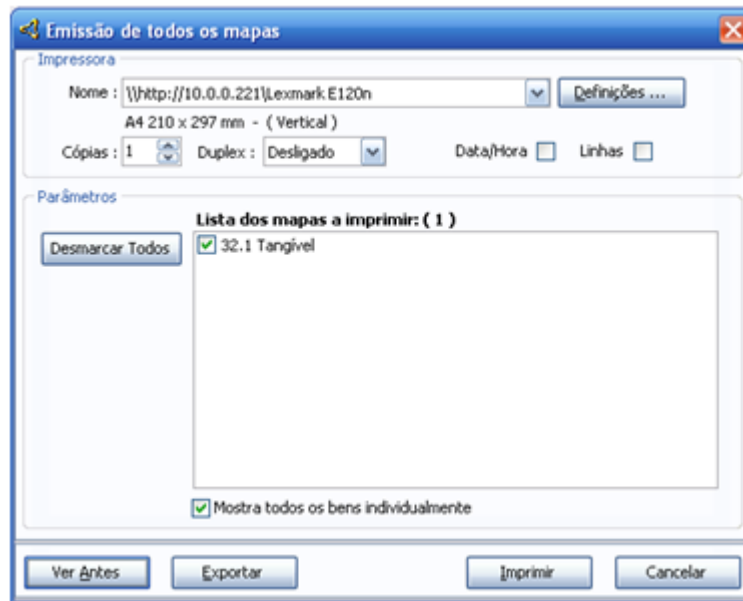 Emissão de todos os mapas
Impressora
Nome : \\http://10.0.0.221\Lexmark E120n
Definições ...
A4 210 x 297 mm - ( Vertical )
Cópias : 1 Duplex : Desligado Data/Hora Linhas
Parâmetros
Lista dos mapas a imprimir: ( 1 )
Desmarcar Todos
32.1 Tangível
Mostra todos os bens individualmente
Ver Antes Exportar Imprimir Cancelar